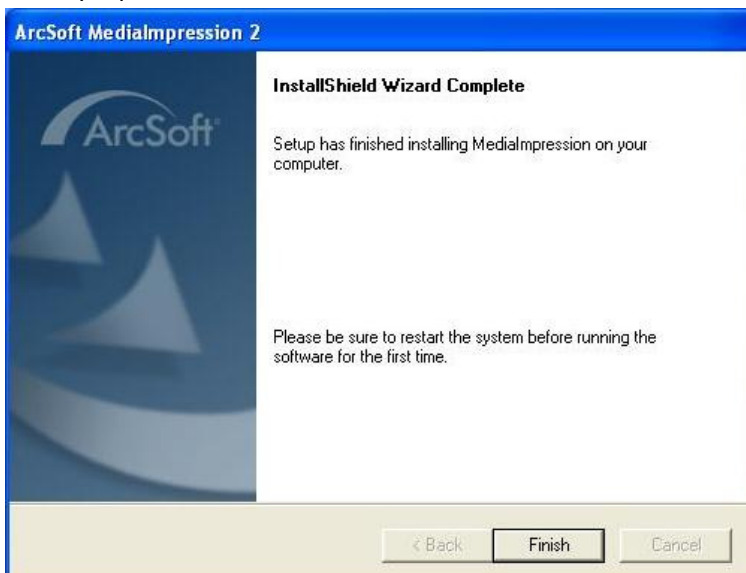 ArcSoft MediaImpression 2
ArcSoft
InstallShield Wizard Complete
Setup has finished installing MediaImpression on your
computer.
Please be sure to restart the system before running the
software for the first time.
< Back Finish Cancel